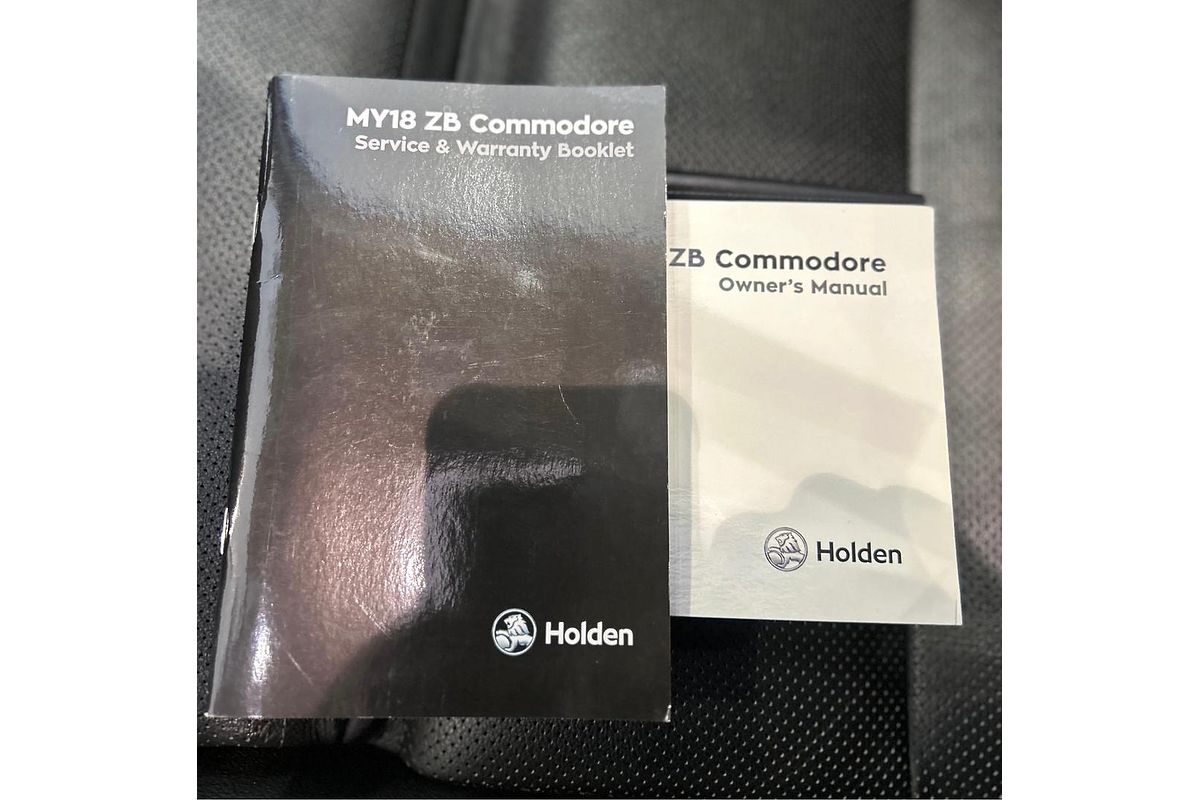 MY18 ZB Commodore
Service & Warranty Booklet
Holden
ZB Commodore
Owner's Manual
Holden